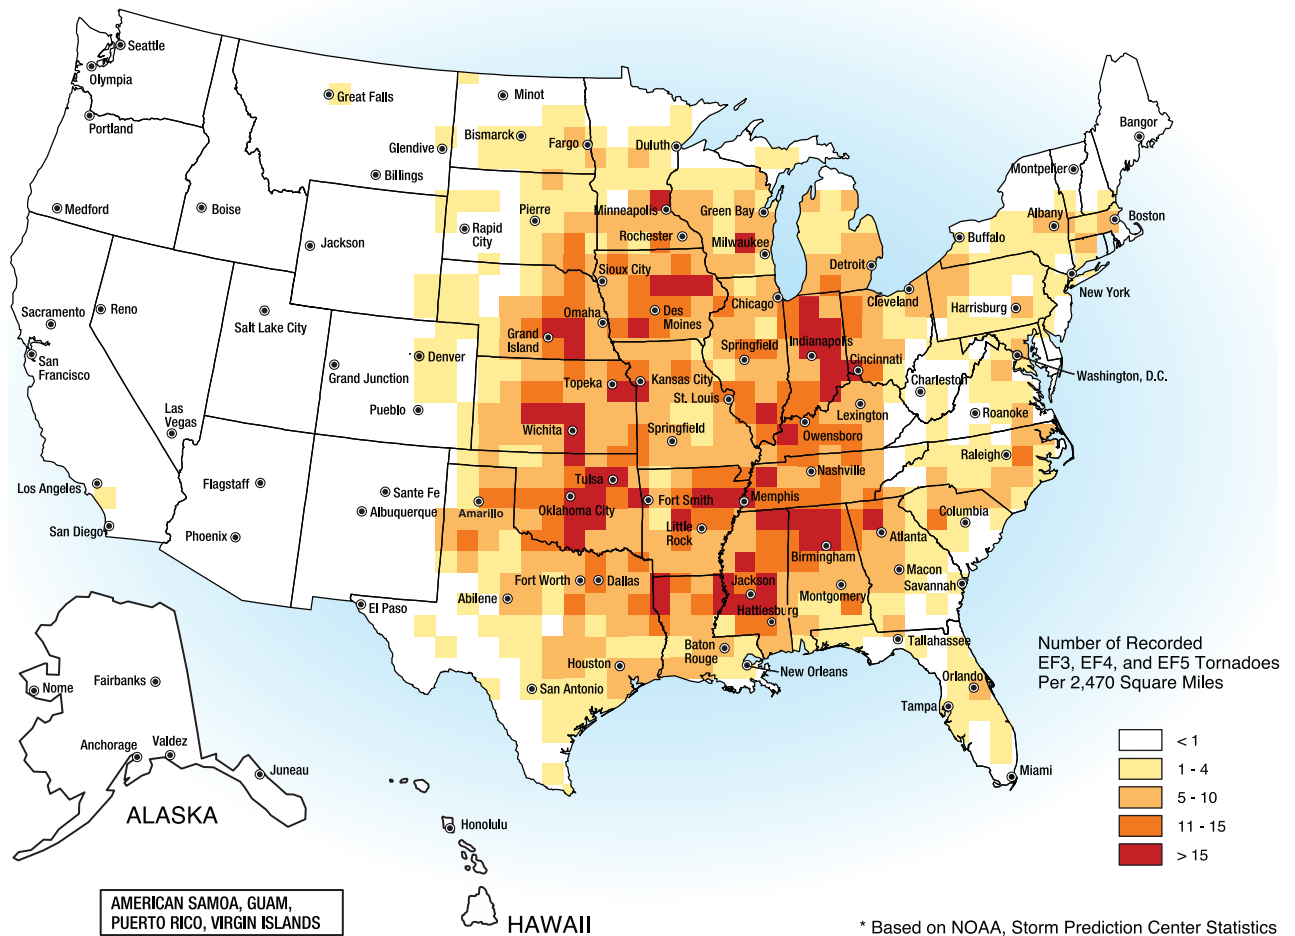 Seattle
Olympia
Portland
Medford
Boise
Great Falls
Glendive
Billings
Jackson
Minot
Bismarck
Fargo
Duluth
Pierre
Rapid
City
Minneapolis
Rochester
Green Bay
Milwaukee
Sioux City
Detroit
Chicago
Cleveland
Buffalo
Albany
Montpelier
Bangor
Boston
New York
Harrisburg
Washington, D.C.
Sacramento
San
Francisco
Reno
Salt Lake City
Las
Vegas
Los Angeles
San Diego
Flagstaff
Phoenix
Grand Junction
Denver
Pueblo
Sante Fe
Albuquerque
El Paso
Omaha
Grand
Island
Des
Moines
Topeka
Kansas City
Wichita
Springfield
St. Louis
Springfield
Indianapolis
Cincinnati
Charleston
Lexington
Owensboro
Roanoke
Raleigh
Nashville
Memphis
Tulsa
Oklahoma City
Amarillo
Fort Smith
Little
Rock
Fort Worth
Dallas
Abilene
Houston
San Antonio
Jackson
Hattiesburg
Baton
Rouge
New Orleans
Birmingham
Montgomery
Atlanta
Macon
Savannah
Columbia
Tallahassee
Orlando
Tampa
Miami
Nome
Fairbanks
Anchorage
Valdez
Juneau
ALASKA
Honolulu
HAWAII
AMERICAN SAMOA, GUAM,
PUERTO RICO, VIRGIN ISLANDS
Number of Recorded
EF3, EF4, and EF5 Tornadoes
Per 2,470 Square Miles
< 1
1 - 4
5 - 10
11 - 15
> 15
* Based on NOAA, Storm Prediction Center Statistics